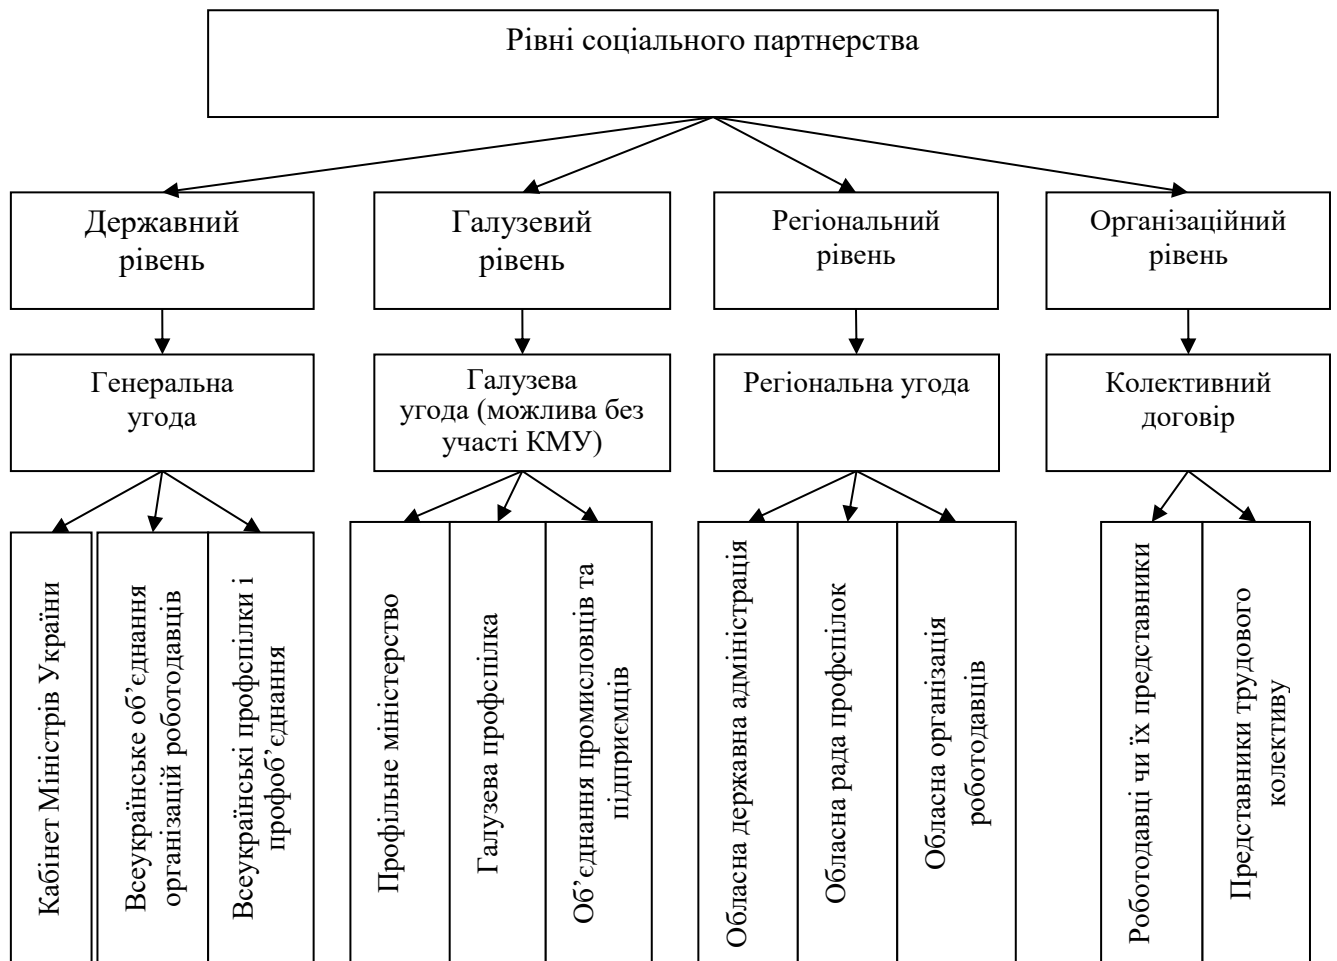 Рівні соціального партнерства
Державний
рівень
Галузевий
рівень
Регіональний
рівень
Організаційний
рівень
Генеральна
угода
Галузева
угода (можлива без
участі КМУ)
Регіональна угода
Колективний
договір
Кабінет Міністрів України
Всеукраїнське об’єднання
організацій роботодавців
Всеукраїнські профспілки і
профоб’єднання
Профільне міністерство
Галузева профспілка
Об’єднання промисловців та
підприємців
Обласна державна адміністрація
Обласна рада профспілок
Обласна організація
роботодавців
Роботодавці чи їх представники
Представники трудового
колективу